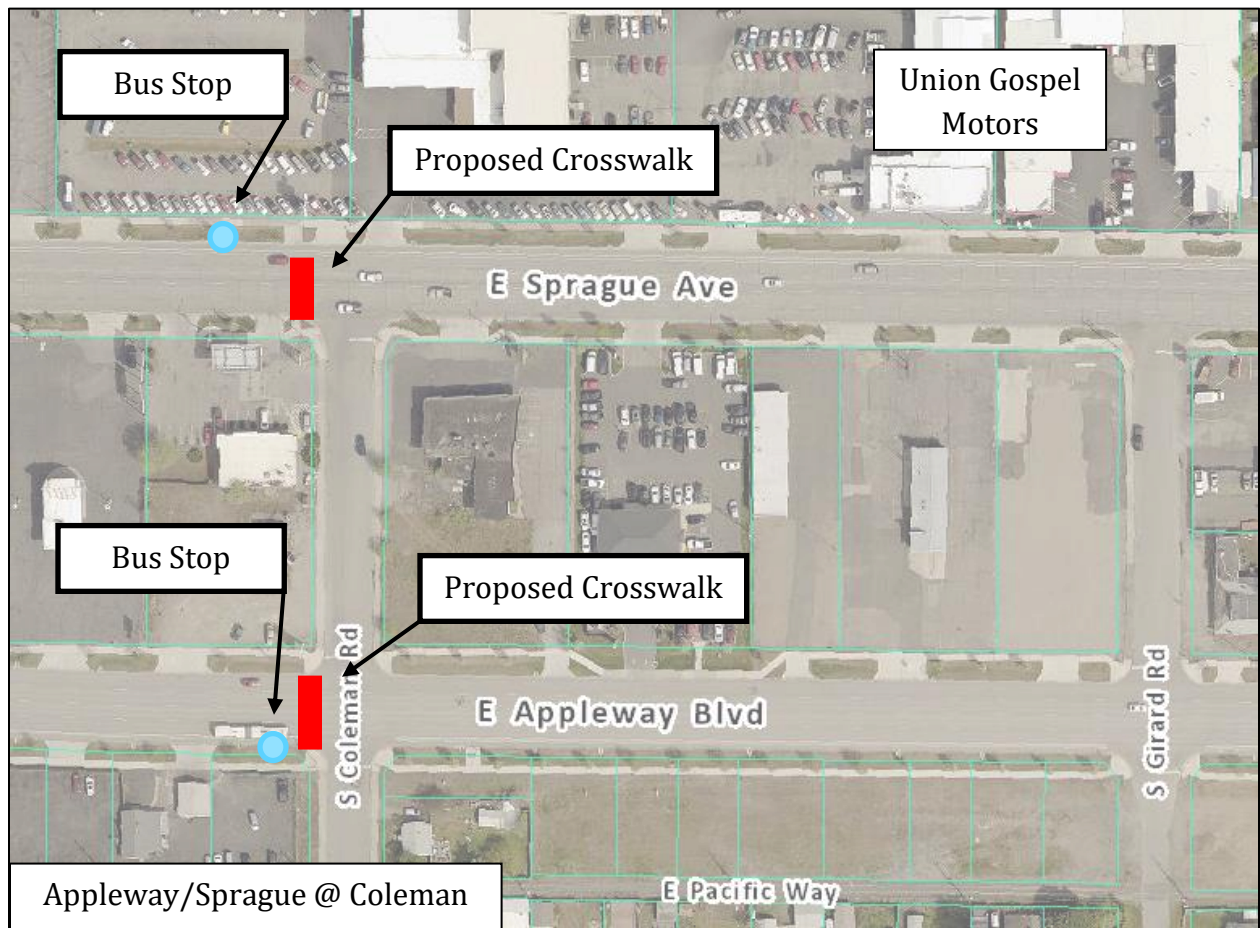 Bus Stop
Union Gospel
Motors
Proposed Crosswalk
E Sprague Ave
Bus Stop
Proposed Crosswalk
S Coleman Rd
E Appleway Blvd
S Girard Rd
E Pacific Way
Appleway/Sprague @ Coleman